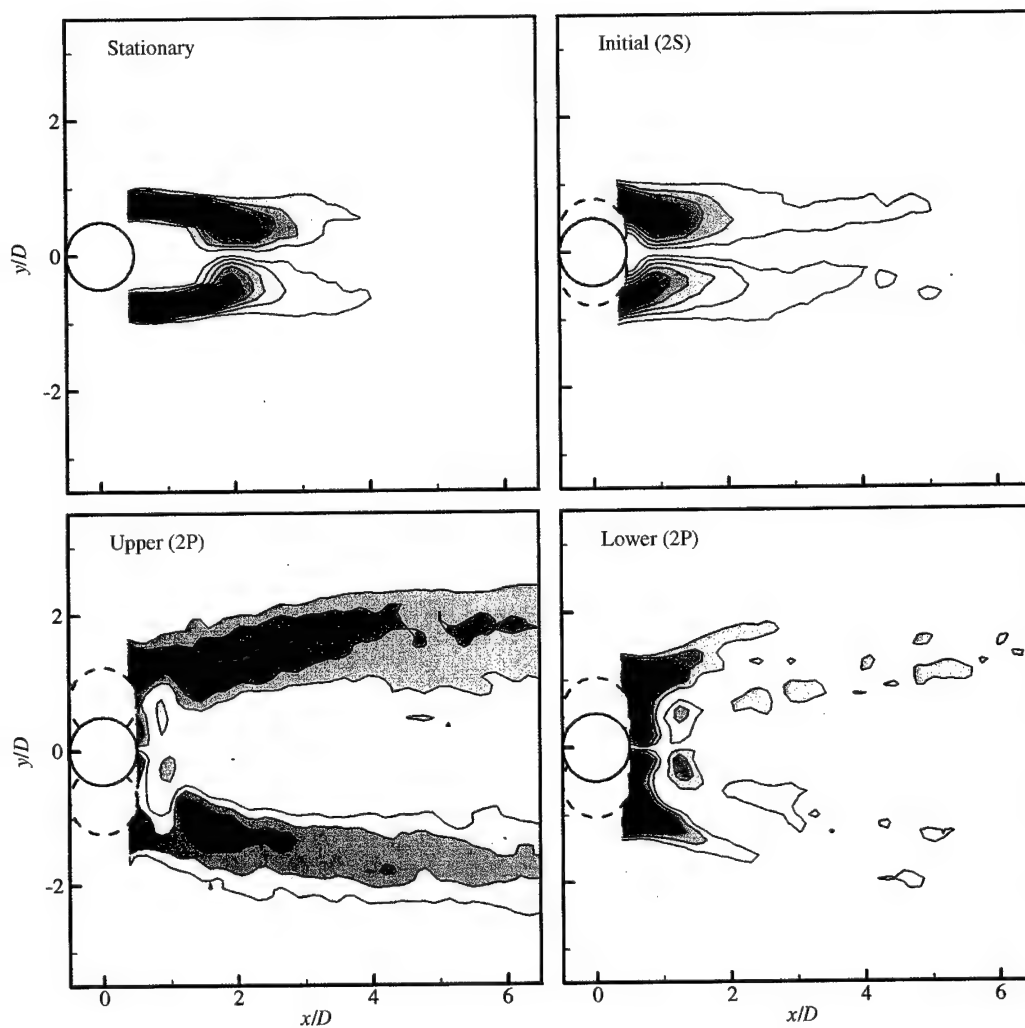 Stationary
Initial (2S)
2
0
-2
y/D
Upper (2P)
Lower (2P)
2
0
-2
y/D
0 2 4 6
x/D
0 2 4 6
x/D